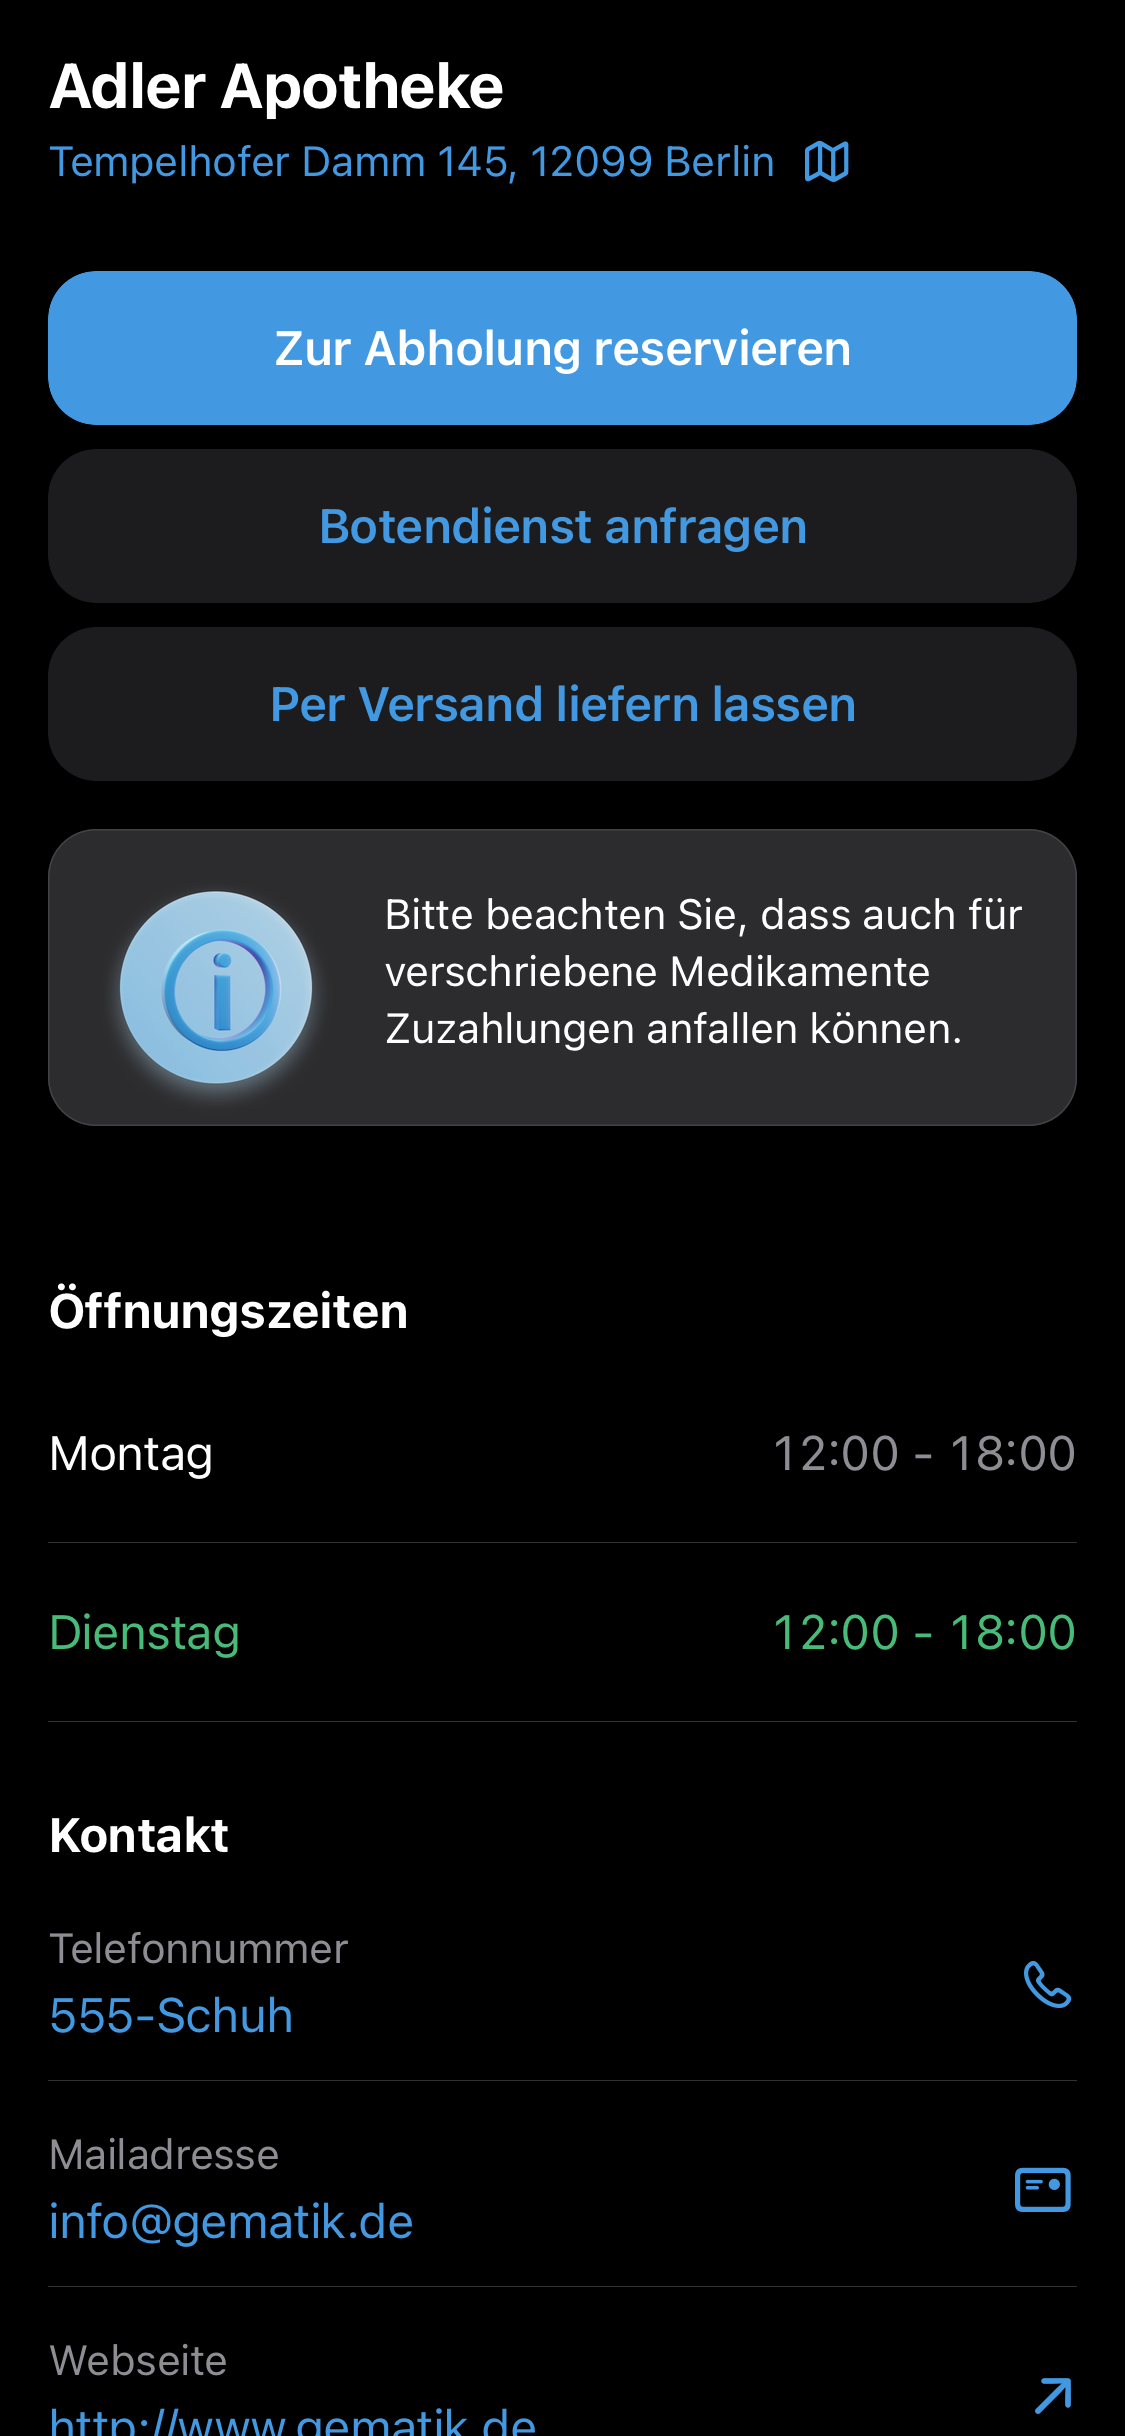 Adler Apotheke
Tempelhofer Damm 145, 12099 Berlin
Zur Abholung reservieren
Botendienst anfragen
Per Versand liefern lassen
Bitte beachten Sie, dass auch für
verschriebene Medikamente
Zuzahlungen anfallen können.
Öffnungszeiten
Montag 12:00 - 18:00
Dienstag 12:00 - 18:00
Kontakt
Telefonnummer
555-Schuh
Mailadresse
info@gematik.de
Webseite
http://www.gematik.de